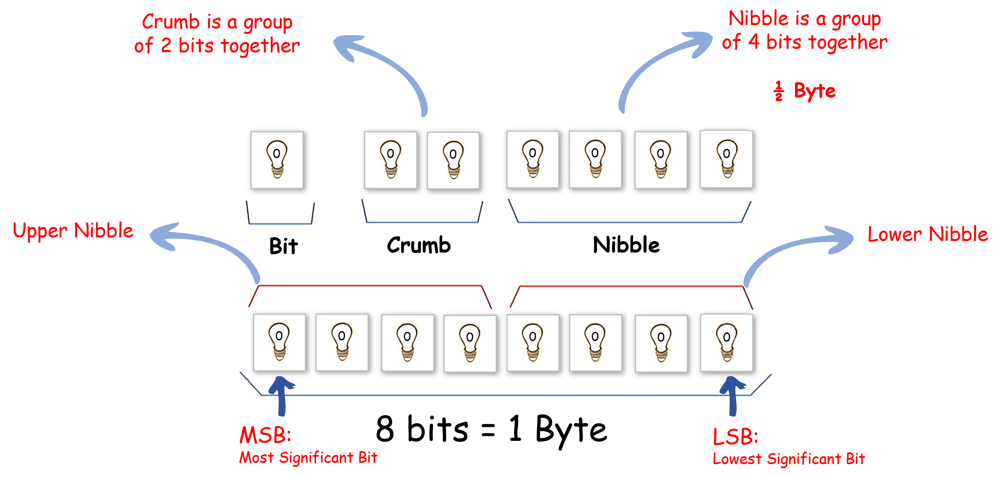 Crumb is a group
of 2 bits together
Nibble is a group
of 4 bits together
½ Byte
0
0
0
0
0
0
0
Bit
Crumb
Nibble
Upper Nibble
Lower Nibble
0
0
0
0
0
0
0
0
8 bits = 1 Byte
MSB:
Most Significant Bit
LSB:
Lowest Significant Bit